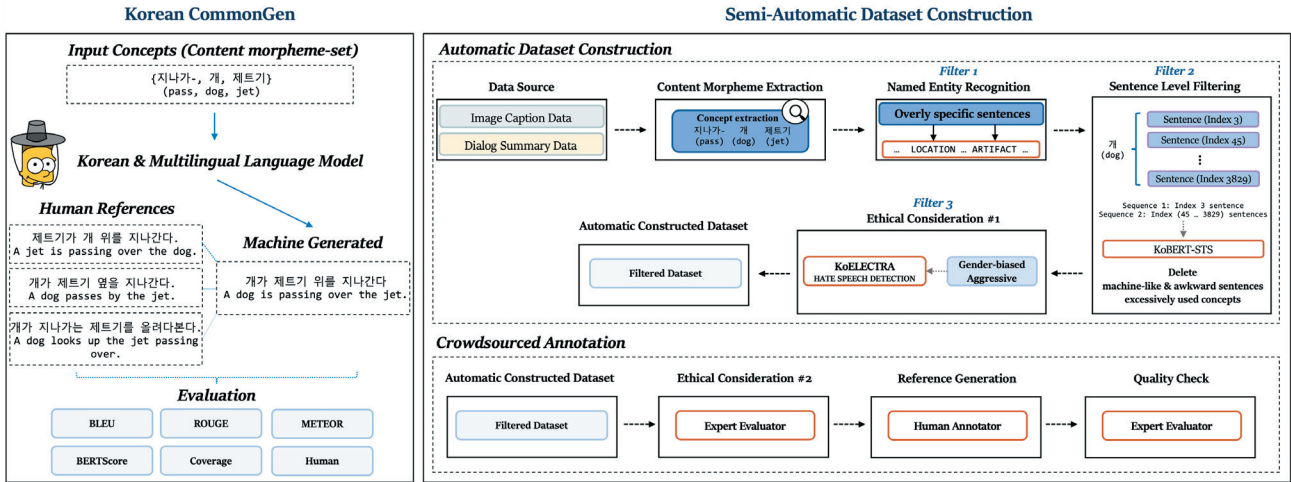 Korean CommonGen
Input Concepts (Content morpheme-set)
{지나가-, 개, 제트기}
(pass, dog, jet)
Korean & Multilingual Language Model
Human References
제트기가 개 위를 지나간다.
A jet is passing over the dog.
개가 제트기 옆을 지나간다.
A dog passes by the jet.
개가 지나가는 제트기를 올려다본다.
A dog looks up the jet passing
over.
Machine Generated
개가 제트기 위를 지나간다
A dog is passing over the jet.
Evaluation
BLEU
ROUGE
METEOR
BERTScore
Coverage
Human
Semi-Automatic Dataset Construction
Automatic Dataset Construction
Data Source
Image Caption Data
Dialog Summary Data
Content Morpheme Extraction
Concept extraction
지나가- 개 제트기
(pass) (dog) (jet)
Filter 1
Named Entity Recognition
Overly specific sentences
… LOCATION … ARTIFACT …
Filter 2
Sentence Level Filtering
개
(dog)
Sentence (Index 3)
Sentence (Index 45)
⋮
Sentence (Index 3829)
Sequence 1: Index 3 sentence
Sequence 2: Index (45 … 3829) sentences
KoBERT-STS
Delete
machine-like & awkward sentences
excessively used concepts
Filter 3
Ethical Consideration #1
KoELECTRA
HATE SPEECH DETECTION
Gender-biased
Aggressive
Automatic Constructed Dataset
Filtered Dataset
Crowdsourced Annotation
Automatic Constructed Dataset
Filtered Dataset
Ethical Consideration #2
Expert Evaluator
Reference Generation
Human Annotator
Quality Check
Expert Evaluator